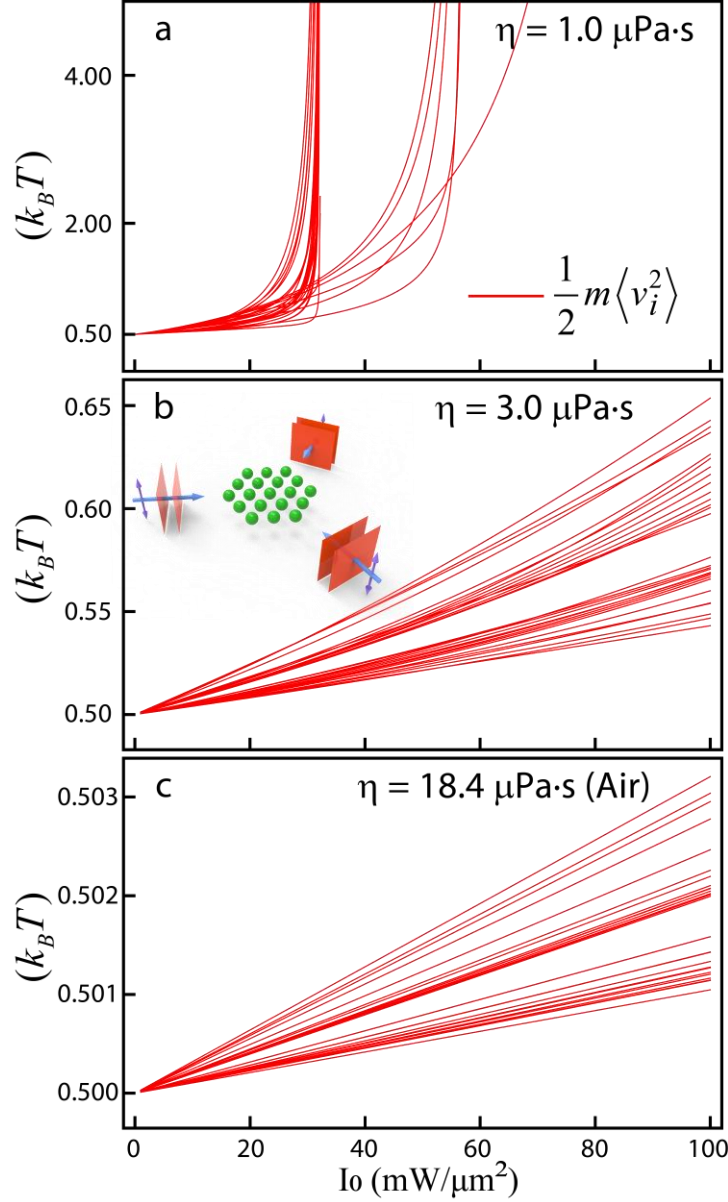 a
η = 1.0 μPa·s
4.00
2.00
0.50
(k_B T)
1/2 m⟨v_i^2⟩
b
η = 3.0 μPa·s
0.65
0.60
0.55
0.50
(k_B T)
c
η = 18.4 μPa·s (Air)
0.503
0.502
0.501
0.500
(k_B T)
0 20 40 60 80 100
I₀ (mW/μm²)